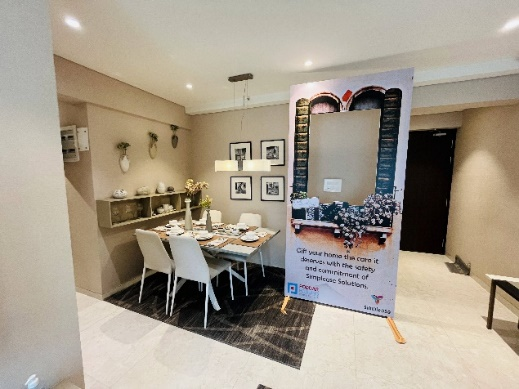 Gift your home the care it
deserves with the safety
and commitment of
Simplease Solutions.